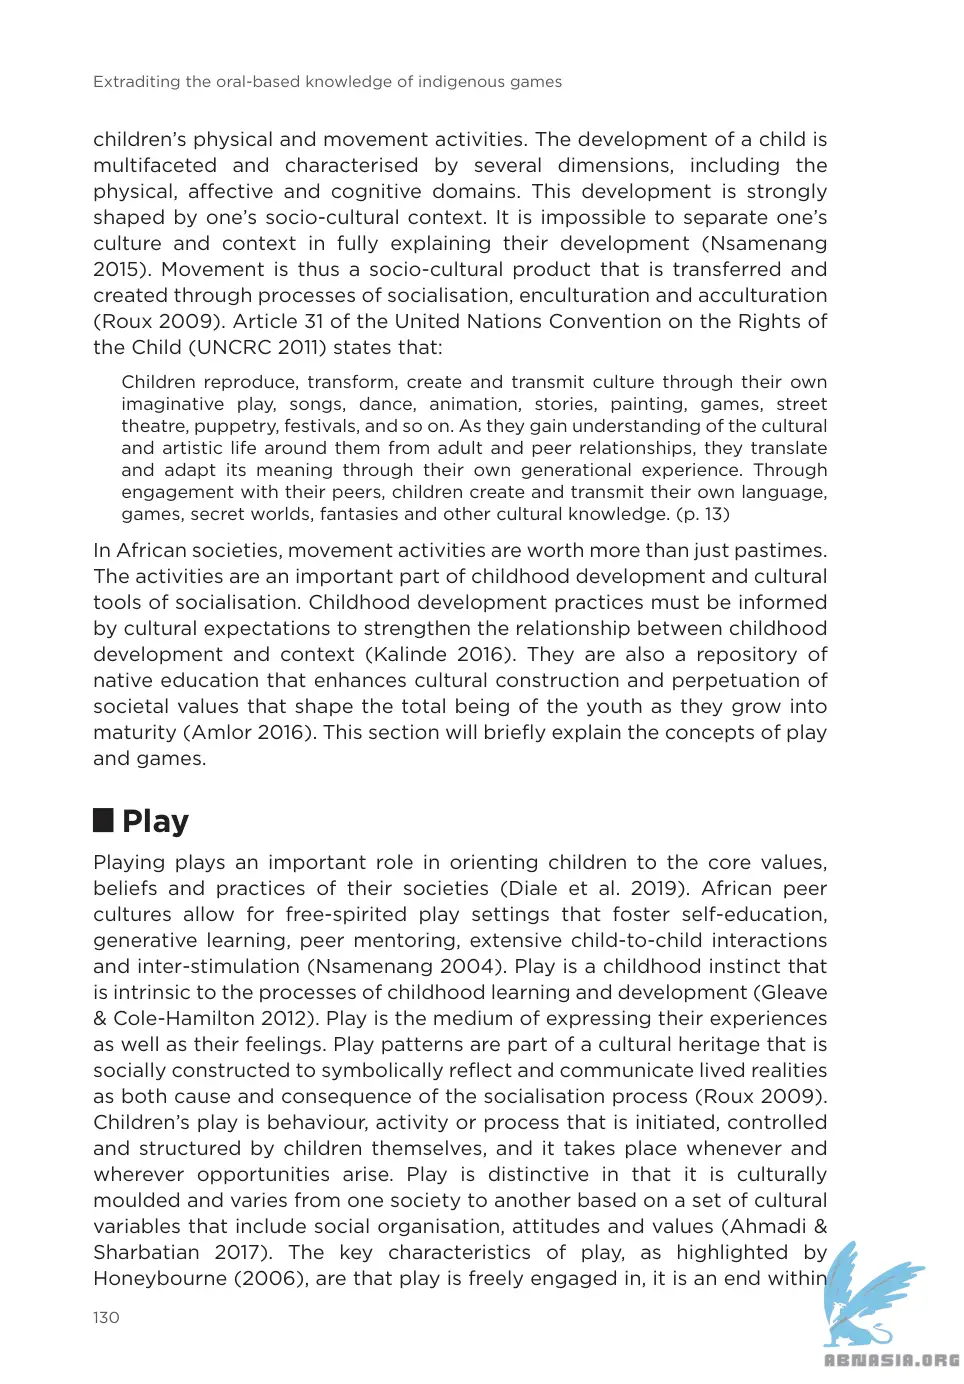 Extraditing the oral-based knowledge of indigenous games
children’s physical and movement activities. The development of a child is
multifaceted and characterised by several dimensions, including the
physical, affective and cognitive domains. This development is strongly
shaped by one’s socio-cultural context. It is impossible to separate one’s
culture and context in fully explaining their development (Nsamenang
2015). Movement is thus a socio-cultural product that is transferred and
created through processes of socialisation, enculturation and acculturation
(Roux 2009). Article 31 of the United Nations Convention on the Rights of
the Child (UNCRC 2011) states that:
Children reproduce, transform, create and transmit culture through their own
imaginative play, songs, dance, animation, stories, painting, games, street
theatre, puppetry, festivals, and so on. As they gain understanding of the cultural
and artistic life around them from adult and peer relationships, they translate
and adapt its meaning through their own generational experience. Through
engagement with their peers, children create and transmit their own language,
games, secret worlds, fantasies and other cultural knowledge. (p. 13)
In African societies, movement activities are worth more than just pastimes.
The activities are an important part of childhood development and cultural
tools of socialisation. Childhood development practices must be informed
by cultural expectations to strengthen the relationship between childhood
development and context (Kalinde 2016). They are also a repository of
native education that enhances cultural construction and perpetuation of
societal values that shape the total being of the youth as they grow into
maturity (Amlor 2016). This section will briefly explain the concepts of play
and games.
Play
Playing plays an important role in orienting children to the core values,
beliefs and practices of their societies (Diale et al. 2019). African peer
cultures allow for free-spirited play settings that foster self-education,
generative learning, peer mentoring, extensive child-to-child interactions
and inter-stimulation (Nsamenang 2004). Play is a childhood instinct that
is intrinsic to the processes of childhood learning and development (Gleave
& Cole-Hamilton 2012). Play is the medium of expressing their experiences
as well as their feelings. Play patterns are part of a cultural heritage that is
socially constructed to symbolically reflect and communicate lived realities
as both cause and consequence of the socialisation process (Roux 2009).
Children’s play is behaviour, activity or process that is initiated, controlled
and structured by children themselves, and it takes place whenever and
wherever opportunities arise. Play is distinctive in that it is culturally
moulded and varies from one society to another based on a set of cultural
variables that include social organisation, attitudes and values (Ahmadi &
Sharbatian 2017). The key characteristics of play, as highlighted by
Honeybourne (2006), are that play is freely engaged in, it is an end within
130
ABNASIA.ORG